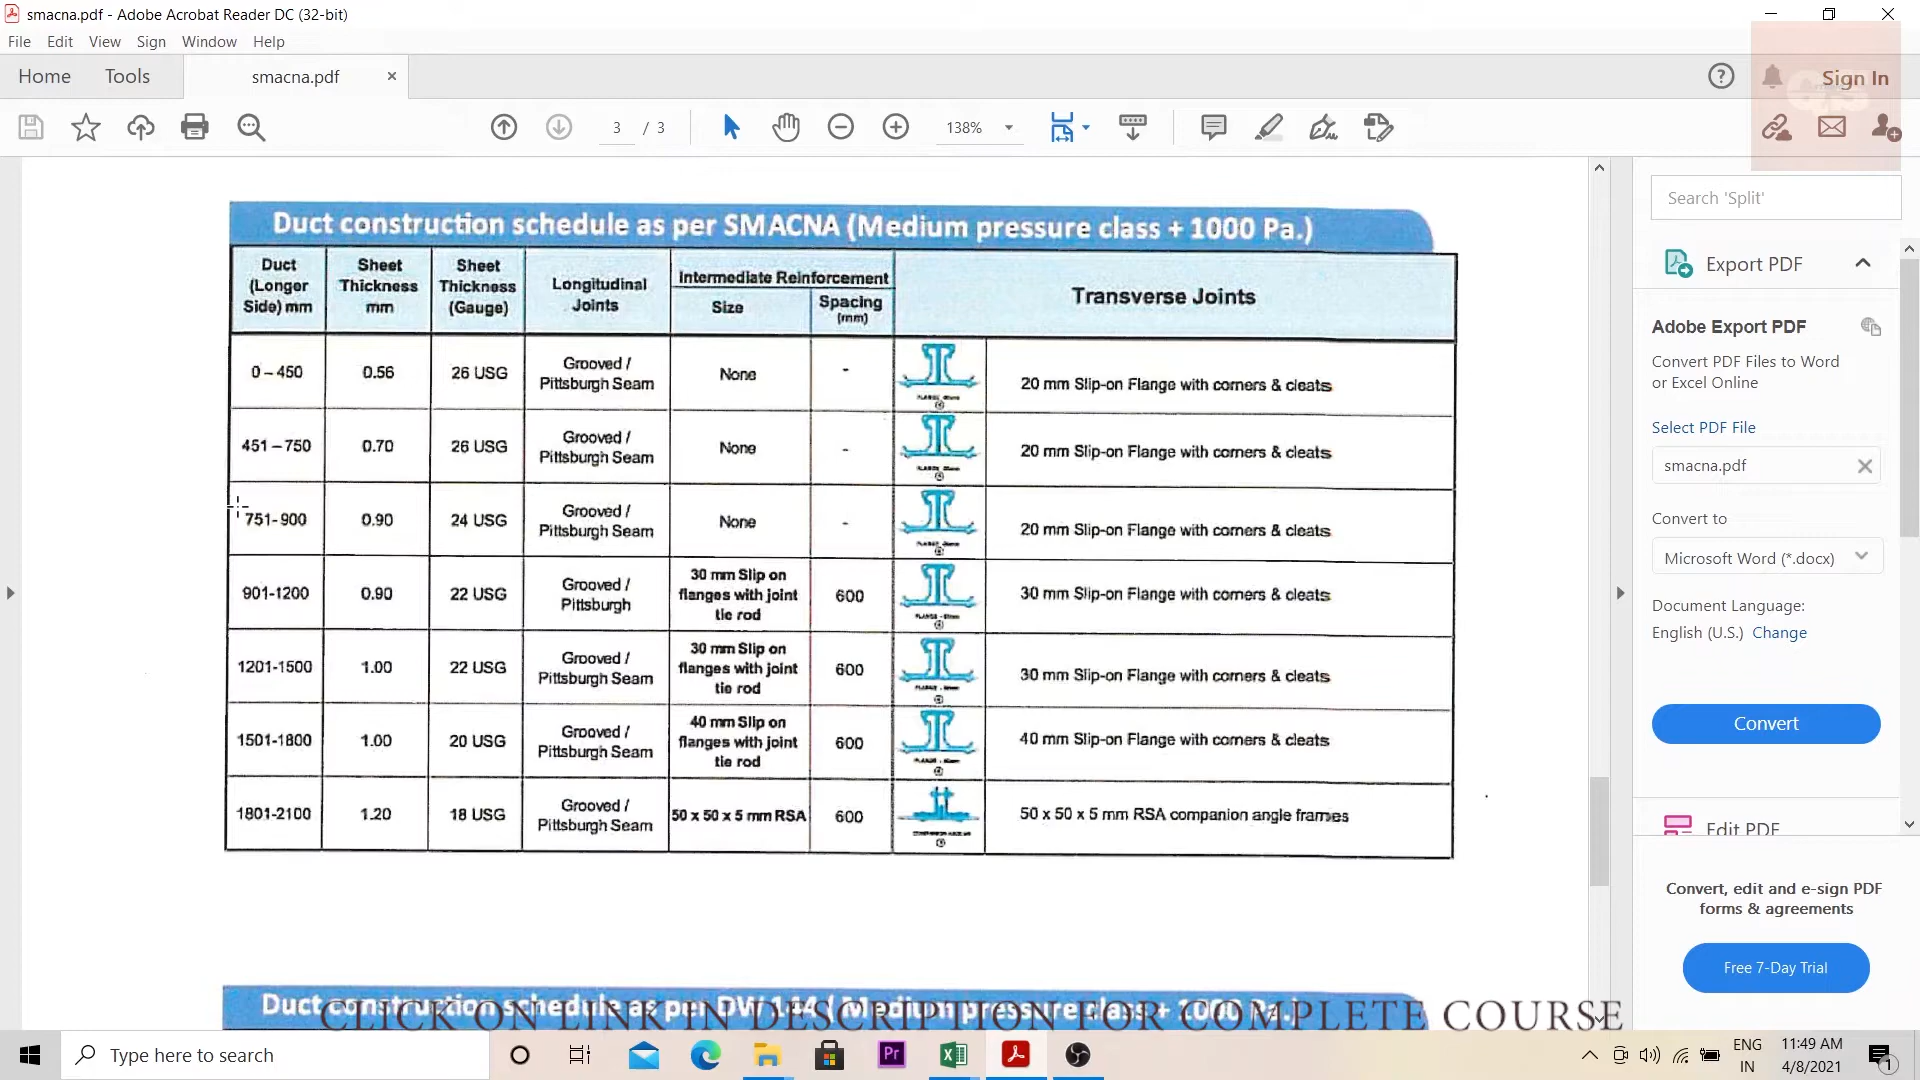 smacna.pdf - Adobe Acrobat Reader DC (32-bit)
File Edit View Sign Window Help
Home Tools smacna.pdf Sign In
3 / 3 138%
Search 'Split'
Duct construction schedule as per SMACNA (Medium pressure class + 1000 Pa.)
Duct (Longer Side) mm
Sheet Thickness mm
Sheet Thickness (Gauge)
Longitudinal Joints
Intermediate Reinforcement
Size
Spacing (mm)
Transverse Joints
0 – 450 0.56 26 USG Grooved / Pittsburgh Seam None - 20 mm Slip-on Flange with corners & cleats
451 – 750 0.70 26 USG Grooved / Pittsburgh Seam None - 20 mm Slip-on Flange with corners & cleats
751- 900 0.90 24 USG Grooved / Pittsburgh Seam None - 20 mm Slip-on Flange with corners & cleats
901-1200 0.90 22 USG Grooved / Pittsburgh 30 mm Slip on flanges with joint tie rod 600 30 mm Slip-on Flange with corners & cleats
1201-1500 1.00 22 USG Grooved / Pittsburgh Seam 30 mm Slip on flanges with joint tie rod 600 30 mm Slip-on Flange with corners & cleats
1501-1800 1.00 20 USG Grooved / Pittsburgh Seam 40 mm Slip on flanges with joint tie rod 600 40 mm Slip-on Flange with corners & cleats
1801-2100 1.20 18 USG Grooved / Pittsburgh Seam 50 x 50 x 5 mm RSA 600 50 x 50 x 5 mm RSA companion angle frames
Duct construction schedule as per DW 144 ( Medium pressure class + 1000 Pa.)
CLICK ON LINK IN DESCRIPTION FOR COMPLETE COURSE
Export PDF
Adobe Export PDF
Convert PDF Files to Word
or Excel Online
Select PDF File
smacna.pdf
Convert to
Microsoft Word (*.docx)
Document Language:
English (U.S.) Change
Convert
Edit PDF
Convert, edit and e-sign PDF
forms & agreements
Free 7-Day Trial
Type here to search
Pr
ENG
IN
11:49 AM
4/8/2021
1